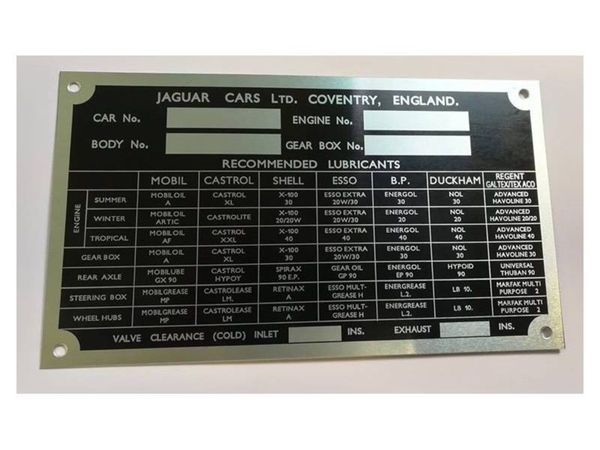 JAGUAR CARS LTD. COVENTRY, ENGLAND.
CAR No. ENGINE No.
BODY No. GEAR BOX No.
RECOMMENDED LUBRICANTS
MOBIL CASTROL SHELL ESSO B.P. DUCKHAM REGENT GALTEX/TEXACO
ENGINE
SUMMER MOBILOIL A CASTROL XL X-100 30 ESSO EXTRA 20W/30 ENERGOL 30 NOL 30 ADVANCED HAVOLINE 30
WINTER MOBILOIL ARTIC CASTROLITE X-100 20/20W ESSO EXTRA 20W/30 ENERGOL 20 NOL 20 ADVANCED HAVOLINE 20/20
TROPICAL MOBILOIL AF CASTROL XXL X-100 40 ESSO EXTRA 40 ENERGOL 40 NOL 40 ADVANCED HAVOLINE 40
GEAR BOX MOBILOIL A CASTROL XL X-100 30 ESSO EXTRA 20W/30 ENERGOL 30 NOL 30 ADVANCED HAVOLINE 30
REAR AXLE MOBILUBE GX 90 CASTROL HYPOY SPIRAX 90 E.P. GEAR OIL GP 90 ENERGOL EP 90 HYPOID 90 UNIVERSAL THUBAN 90
STEERING BOX MOBILGREASE MP CASTROLEASE LM. RETINAX A ESSO MULT-GREASE H ENERGREASE L.2. LB 10. MARFAK MULTI PURPOSE 2
WHEEL HUBS MOBILGREASE MP CASTROLEASE LM RETINAX A ESSO MULT-GREASE H ENERGREASE L.2. LB 10. MARFAK MULTI PURPOSE 2
VALVE CLEARANCE (COLD) INLET INS. EXHAUST INS.